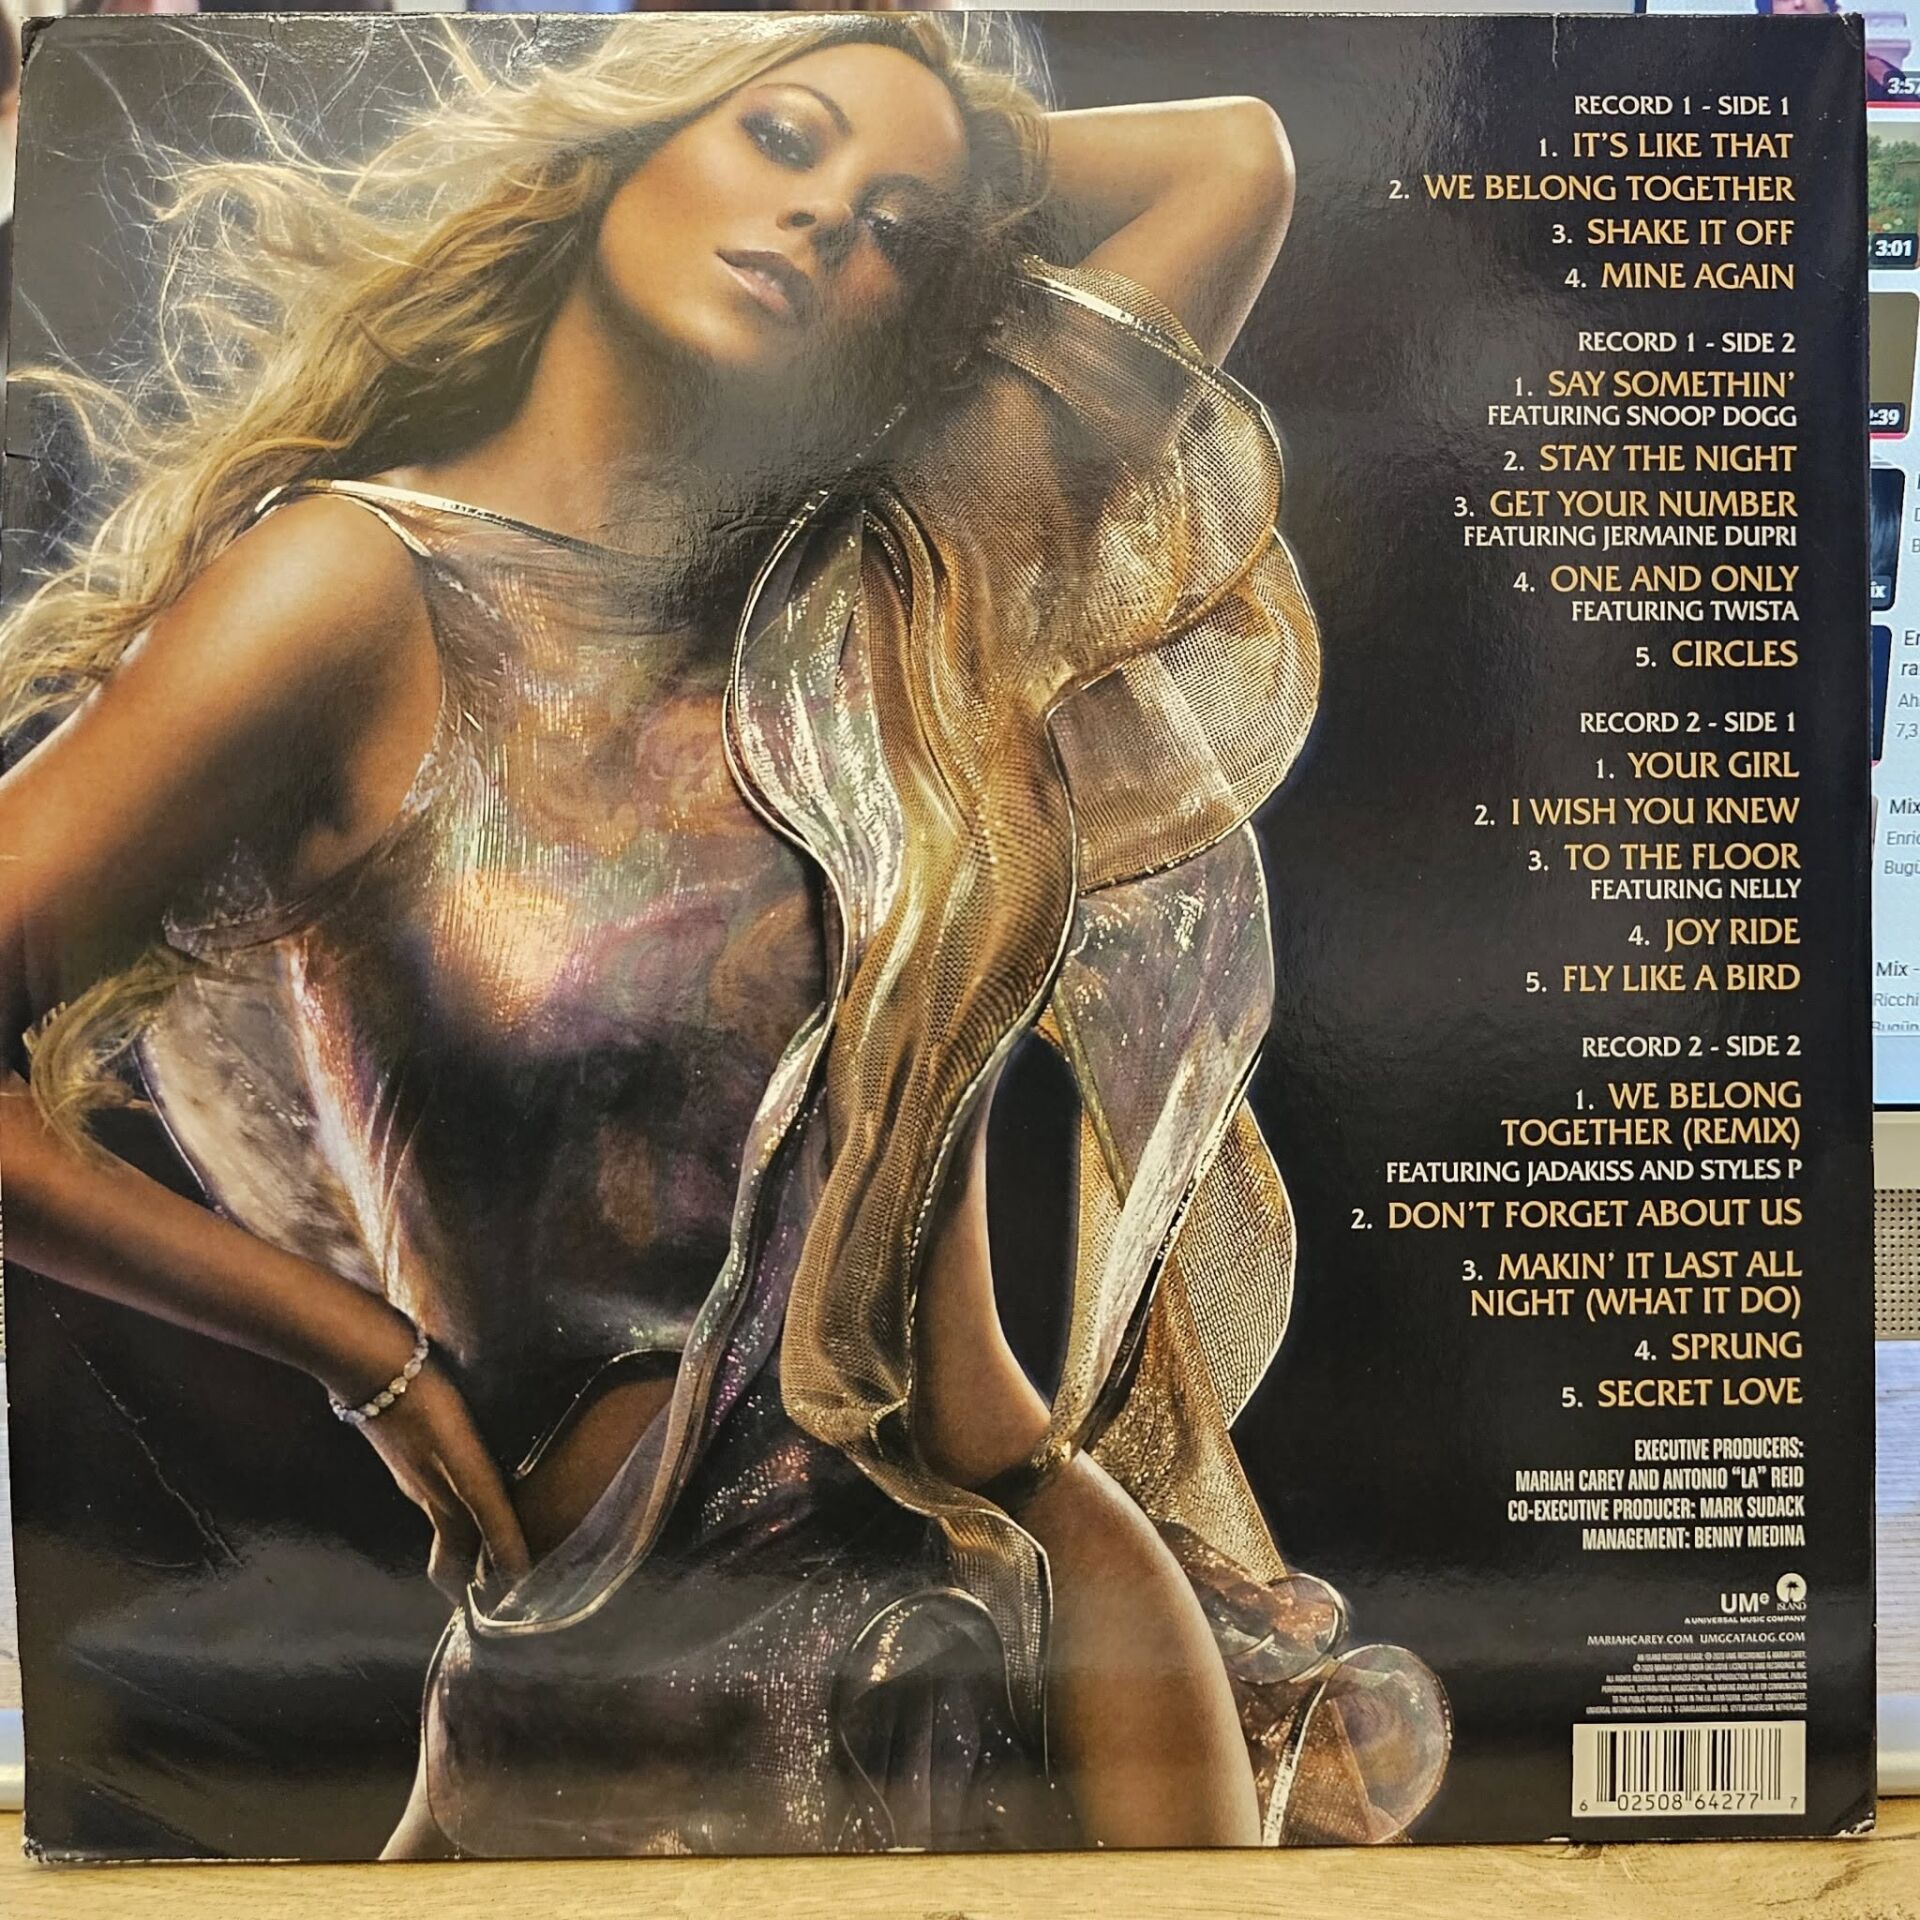 RECORD 1 - SIDE 1
1. IT'S LIKE THAT
2. WE BELONG TOGETHER
3. SHAKE IT OFF
4. MINE AGAIN
RECORD 1 - SIDE 2
1. SAY SOMETHIN'
FEATURING SNOOP DOGG
2. STAY THE NIGHT
3. GET YOUR NUMBER
FEATURING JERMAINE DUPRI
4. ONE AND ONLY
FEATURING TWISTA
5. CIRCLES
RECORD 2 - SIDE 1
1. YOUR GIRL
2. I WISH YOU KNEW
3. TO THE FLOOR
FEATURING NELLY
4. JOY RIDE
5. FLY LIKE A BIRD
RECORD 2 - SIDE 2
1. WE BELONG
TOGETHER (REMIX)
FEATURING JADAKISS AND STYLES P
2. DON'T FORGET ABOUT US
3. MAKIN' IT LAST ALL
NIGHT (WHAT IT DO)
4. SPRUNG
5. SECRET LOVE
EXECUTIVE PRODUCERS:
MARIAH CAREY AND ANTONIO "LA" REID
CO-EXECUTIVE PRODUCER: MARK SUDACK
MANAGEMENT: BENNY MEDINA
UMe ISLAND
A UNIVERSAL MUSIC COMPANY
MARIAHCAREY.COM UMGCATALOG.COM
6 02508 64277 7
3:57
3:01
2:39
Mix
Mix -